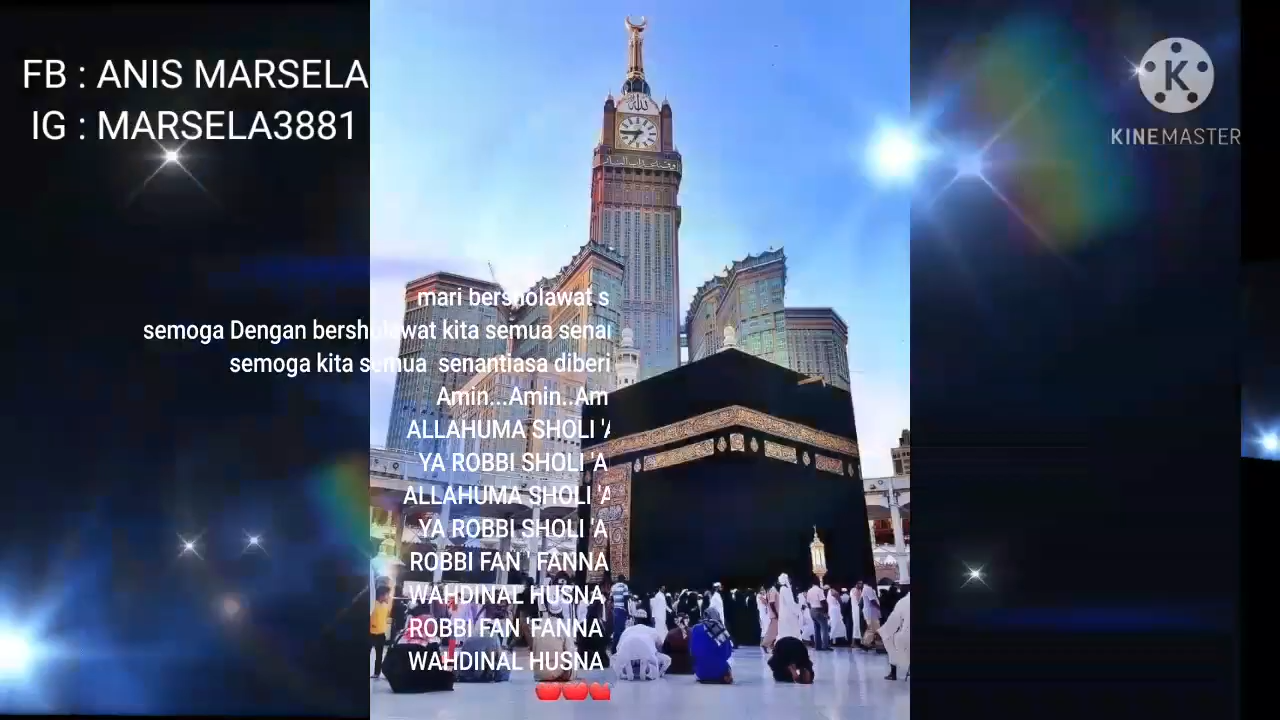 FB : ANIS MARSELA
IG : MARSELA3881
KINEMASTER
mari bersholawat
semoga Dengan bersholawat kita semua
semoga kita semua senantiasa
Amin...Amin..
ALLAHUMA SHOLI
YA ROBBI SHOLI
ALLAHUMA SHOLI
YA ROBBI SHOLI
ROBBI FAN ' FANNA
WAHDINAL HUSNA
ROBBI FAN 'FANNA
WAHDINAL HUSNA